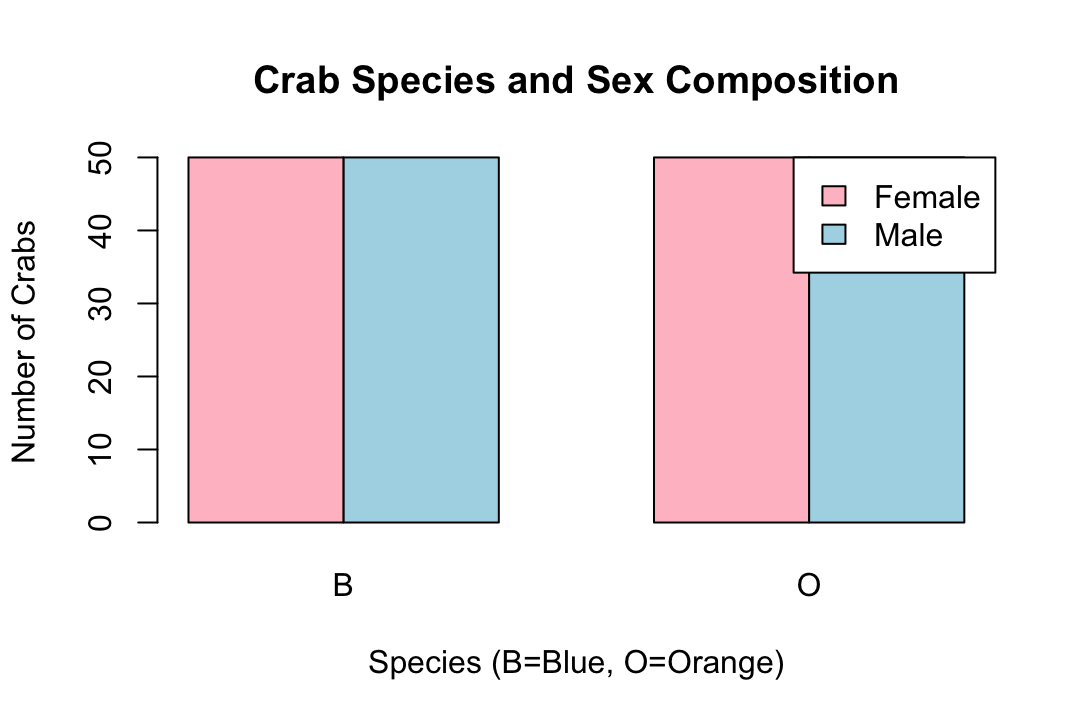 Crab Species and Sex Composition
Number of Crabs
50
40
30
20
10
0
Female
Male
B
O
Species (B=Blue, O=Orange)